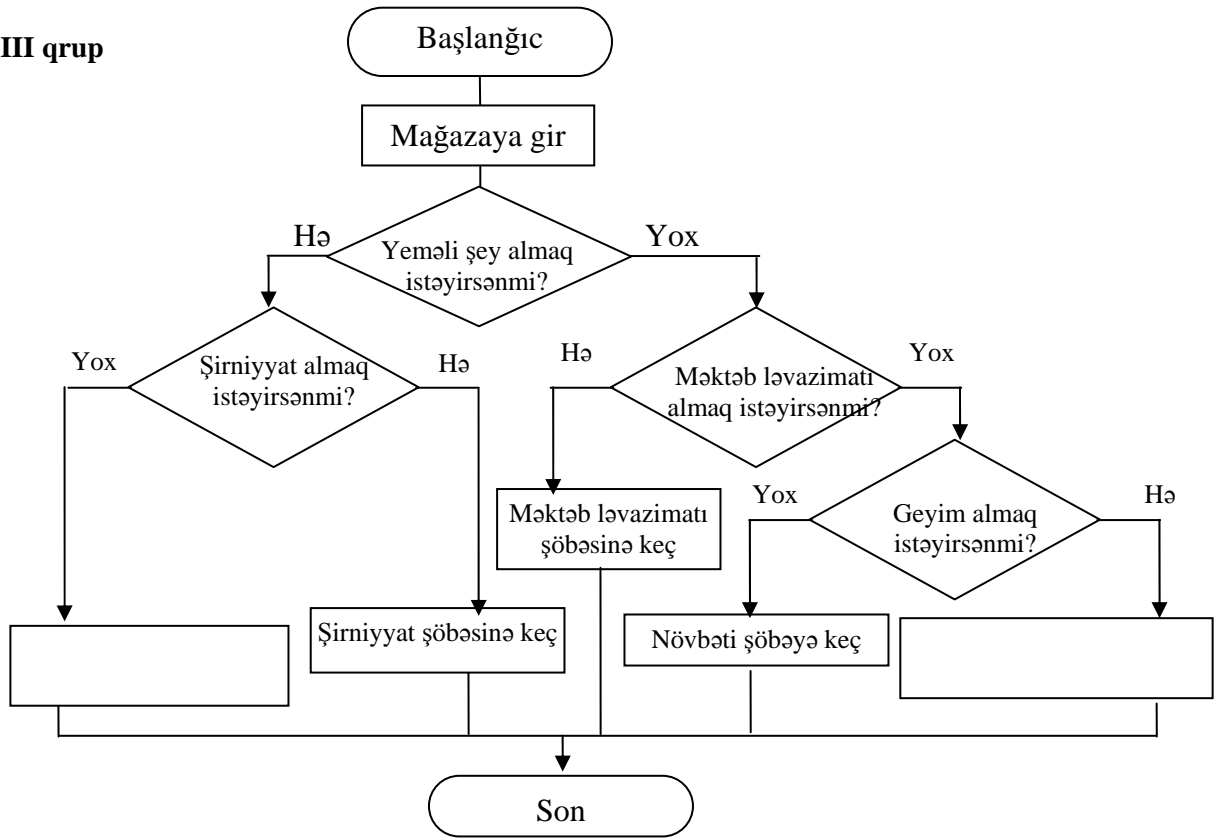 III qrup
Başlanğıc
Mağazaya gir
Hə
Yox
Yeməli şey almaq
istəyirsənmi?
Yox
Şirniyyat almaq
istəyirsənmi?
Hə
Hə
Məktəb ləvazimatı
almaq istəyirsənmi?
Yox
Məktəb ləvazimatı
şöbəsinə keç
Yox
Geyim almaq
istəyirsənmi?
Hə
Şirniyyat şöbəsinə keç
Növbəti şöbəyə keç
Son